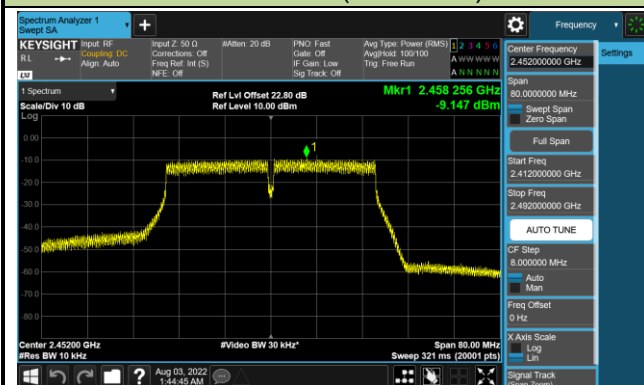 Spectrum Analyzer 1
Swept SA
+
Frequency
KEYSIGHT
Input: RF
Coupling: DC
Align: Auto
Input Z: 50 Ω
Corrections: Off
Freq Ref: Int (S)
NFE: Off
#Atten: 20 dB
PNO: Fast
Gate: Off
IF Gain: Low
Sig Track: Off
Avg Type: Power (RMS)
Avg|Hold: 100/100
Trig: Free Run
1 2 3 4 5 6
A W W W W W
A N N N N N
R L
LXI
Center Frequency
2.452000000 GHz
Settings
1 Spectrum
Scale/Div 10 dB
Log
Ref Lvl Offset 22.80 dB
Ref Level 10.00 dBm
Mkr1 2.458 256 GHz
-9.147 dBm
Span
80.0000000 MHz
Swept Span
Zero Span
Full Span
Start Freq
2.412000000 GHz
Stop Freq
2.492000000 GHz
AUTO TUNE
CF Step
8.000000 MHz
Auto
Man
Freq Offset
0 Hz
X Axis Scale
Log
Lin
Signal Track
(Span Zoom)
1
0.00
-10.0
-20.0
-30.0
-40.0
-50.0
-60.0
-70.0
-80.0
Center 2.45200 GHz
#Res BW 10 kHz
#Video BW 30 kHz*
Span 80.00 MHz
Sweep 321 ms (20001 pts)
?
Aug 03, 2022
1:44:45 AM